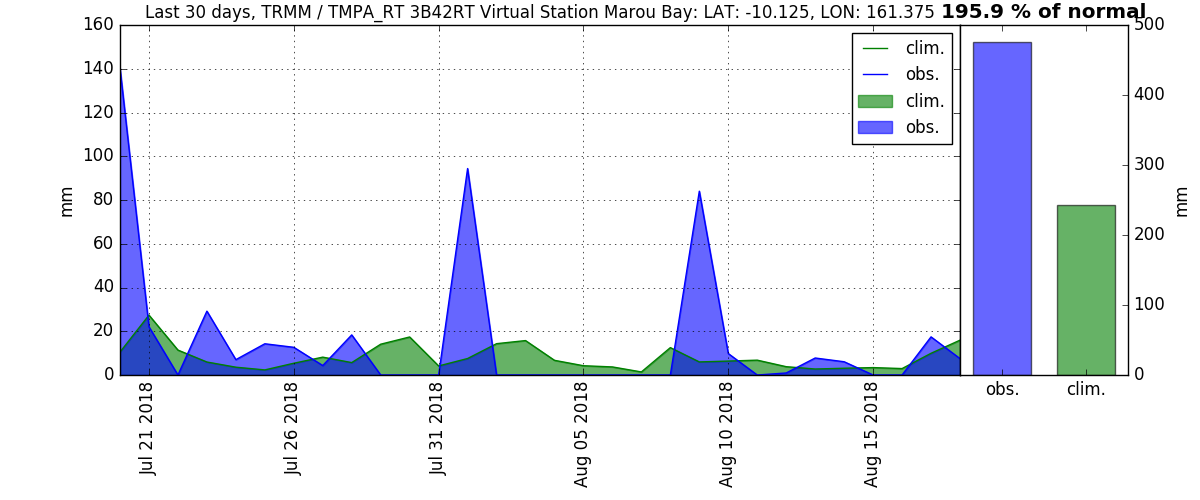 Last 30 days, TRMM / TMPA_RT 3B42RT Virtual Station Marou Bay: LAT: -10.125, LON: 161.375 195.9 % of normal
160
140
120
100
80
60
40
20
0
mm
clim.
obs.
clim.
obs.
500
400
300
200
100
0
mm
obs. clim.
Jul 21 2018
Jul 26 2018
Jul 31 2018
Aug 05 2018
Aug 10 2018
Aug 15 2018